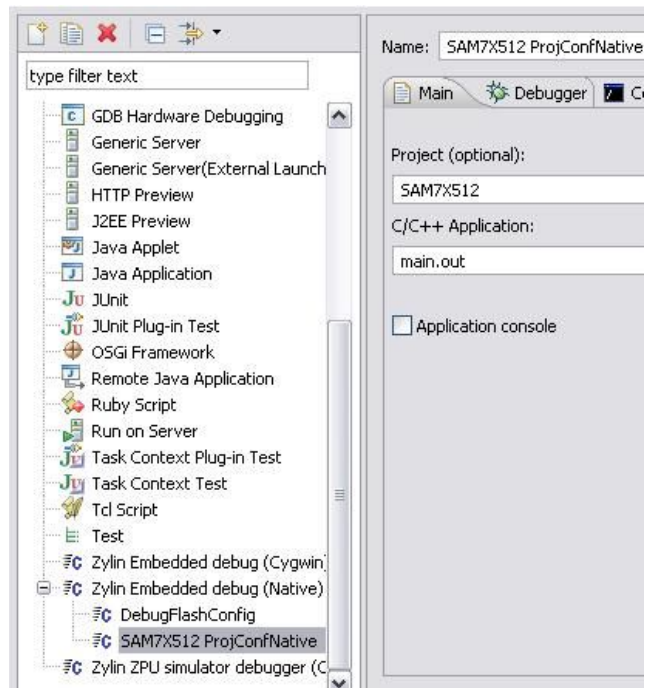 type filter text
GDB Hardware Debugging
Generic Server
Generic Server(External Launch
HTTP Preview
J2EE Preview
Java Applet
Java Application
JUnit
JUnit Plug-in Test
OSGi Framework
Remote Java Application
Ruby Script
Run on Server
Task Context Plug-in Test
Task Context Test
Tcl Script
Test
Zylin Embedded debug (Cygwin)
Zylin Embedded debug (Native)
DebugFlashConfig
SAM7X512 ProjConfNative
Zylin ZPU simulator debugger (C
Name: SAM7X512 ProjConfNative
Main Debugger Co
Project (optional):
SAM7X512
C/C++ Application:
main.out
Application console